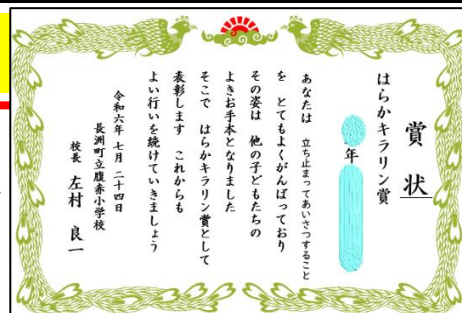 賞状
はらかキラリン賞
年
あなたは 立ち止まってあいさつすること
を とてもよくがんばっており
その姿は 他の子どもたちの
よきお手本となりました
そこで はらかキラリン賞として
表彰します これからも
よい行いを続けていきましょう
令和六年 七月 二十四日
長洲町立腹赤小学校
校長 左村 良一